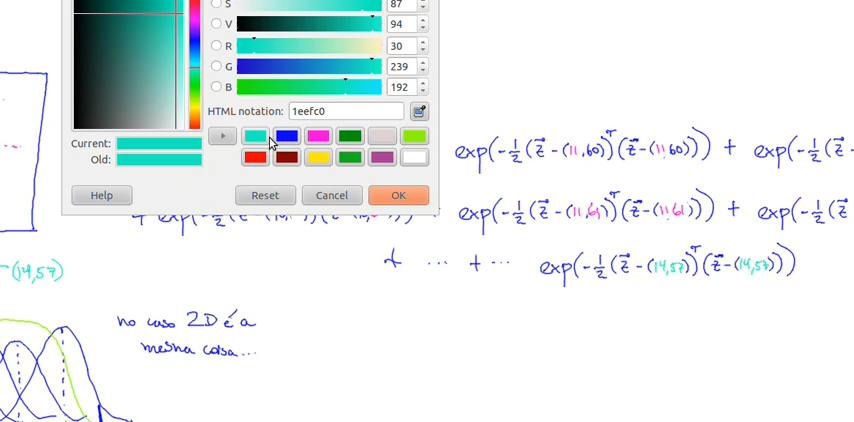 S 87
V 94
R 30
G 239
B 192
HTML notation: 1eefc0
Current:
Old:
Help Reset Cancel OK
exp(-1/2(z⃗-(11,60))ᵀ(z⃗-(11,60))) + exp(-1/2(z⃗-
exp(-1/2(z⃗-(11,61))ᵀ(z⃗-(11,61))) + exp(-1/2(z⃗
+ ... + ... exp(-1/2(z⃗-(14,57))ᵀ(z⃗-(14,57)))
-(14,57)
no caso 2D é a
mesma coisa...